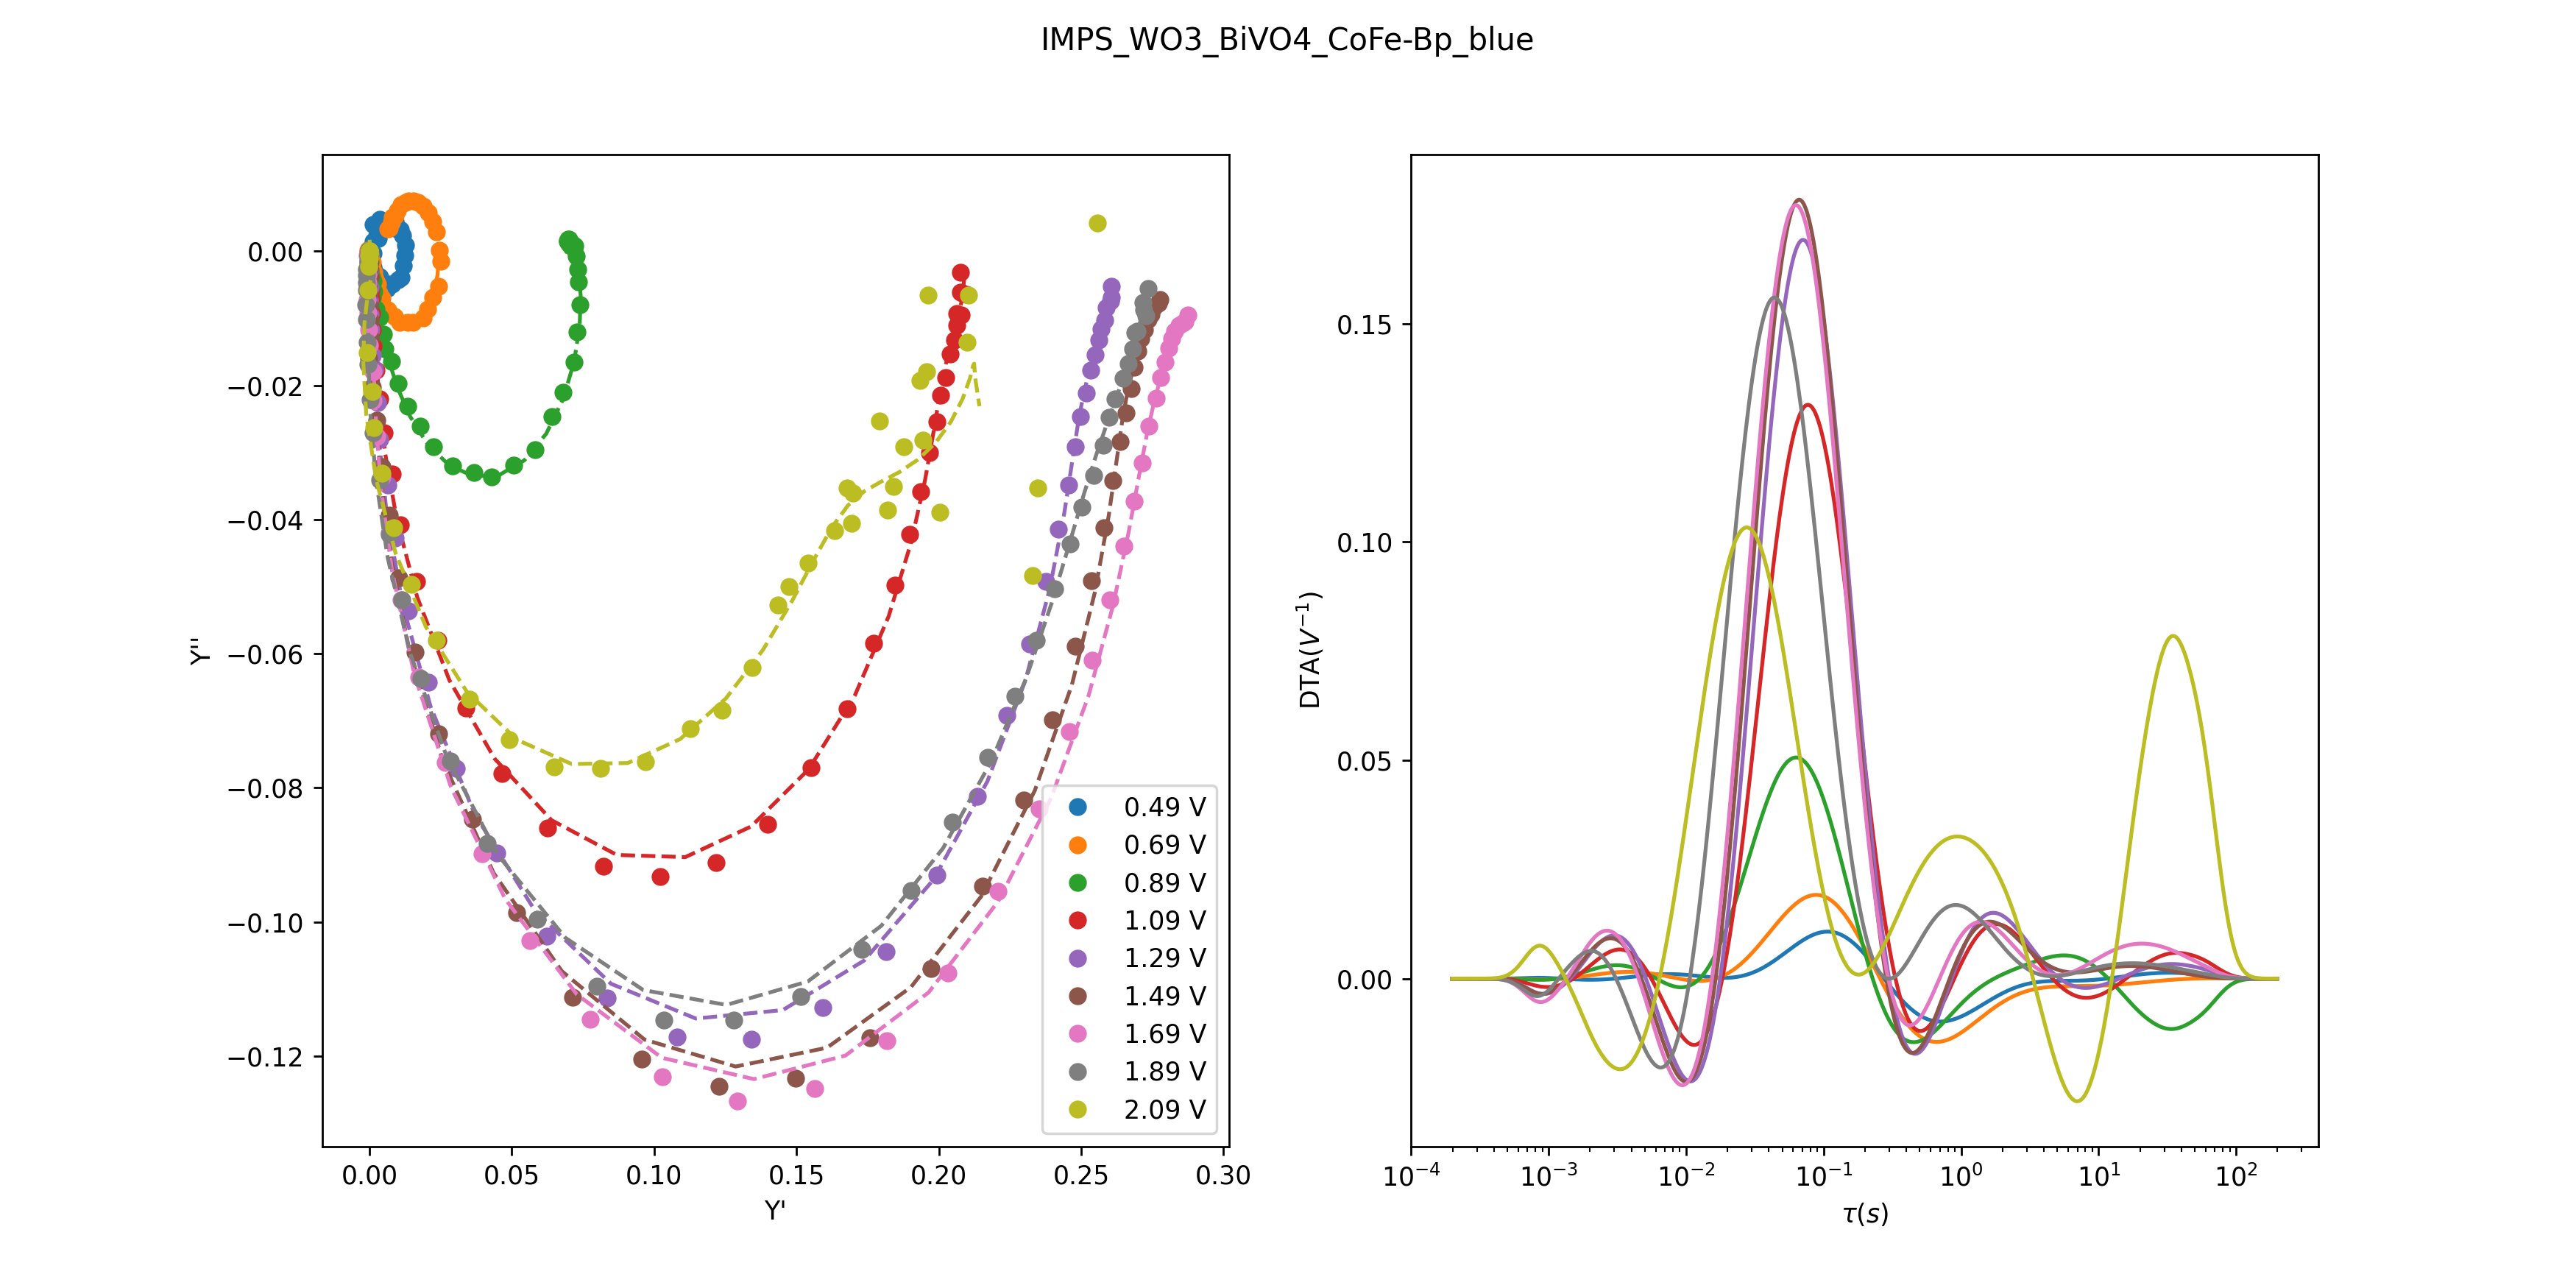 IMPS_WO3_BiVO4_CoFe-Bp_blue
0.00
−0.02
−0.04
−0.06
−0.08
−0.10
−0.12
Y''
0.00 0.05 0.10 0.15 0.20 0.25 0.30
Y'
0.49 V
0.69 V
0.89 V
1.09 V
1.29 V
1.49 V
1.69 V
1.89 V
2.09 V
0.15
0.10
0.05
0.00
DTA(V⁻¹)
10⁻⁴ 10⁻³ 10⁻² 10⁻¹ 10⁰ 10¹ 10²
τ(s)